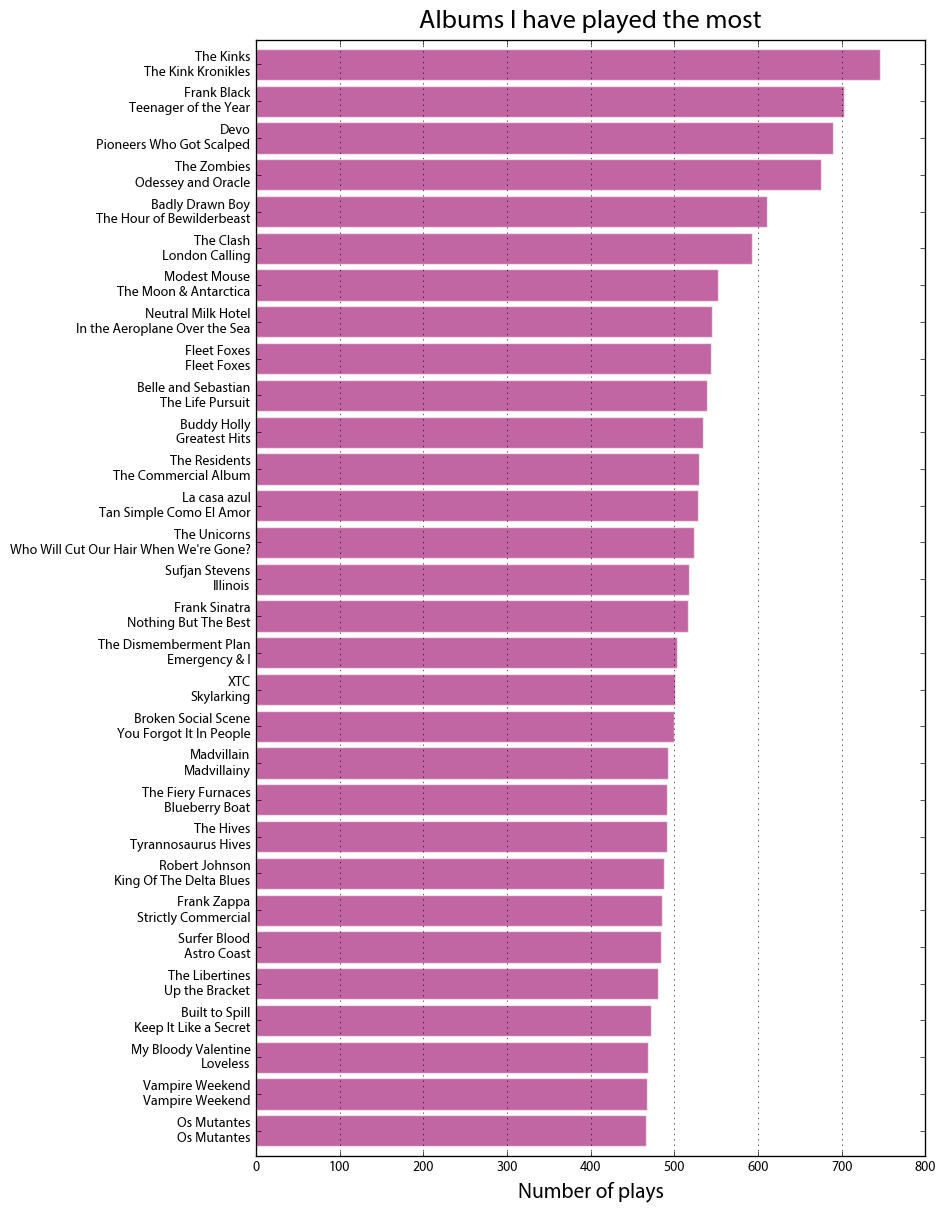 Albums I have played the most
The Kinks
The Kink Kronikles
Frank Black
Teenager of the Year
Devo
Pioneers Who Got Scalped
The Zombies
Odessey and Oracle
Badly Drawn Boy
The Hour of Bewilderbeast
The Clash
London Calling
Modest Mouse
The Moon & Antarctica
Neutral Milk Hotel
In the Aeroplane Over the Sea
Fleet Foxes
Fleet Foxes
Belle and Sebastian
The Life Pursuit
Buddy Holly
Greatest Hits
The Residents
The Commercial Album
La casa azul
Tan Simple Como El Amor
The Unicorns
Who Will Cut Our Hair When We're Gone?
Sufjan Stevens
Illinois
Frank Sinatra
Nothing But The Best
The Dismemberment Plan
Emergency & I
XTC
Skylarking
Broken Social Scene
You Forgot It In People
Madvillain
Madvillainy
The Fiery Furnaces
Blueberry Boat
The Hives
Tyrannosaurus Hives
Robert Johnson
King Of The Delta Blues
Frank Zappa
Strictly Commercial
Surfer Blood
Astro Coast
The Libertines
Up the Bracket
Built to Spill
Keep It Like a Secret
My Bloody Valentine
Loveless
Vampire Weekend
Vampire Weekend
Os Mutantes
Os Mutantes
0 100 200 300 400 500 600 700 800
Number of plays